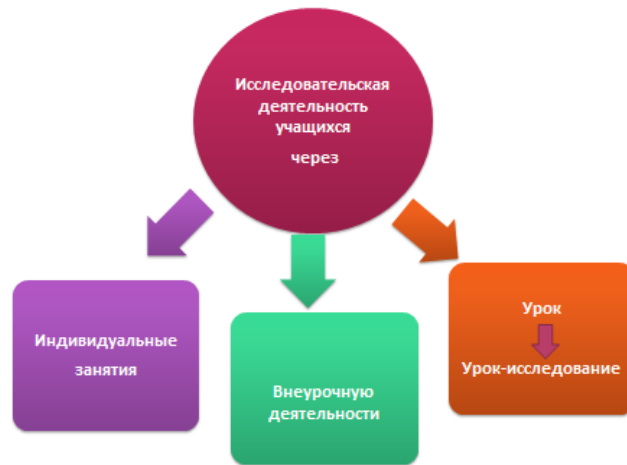 Исследовательская
деятельность
учащихся
через
Индивидуальные
занятия
Внеурочную
деятельности
Урок
Урок-исследование